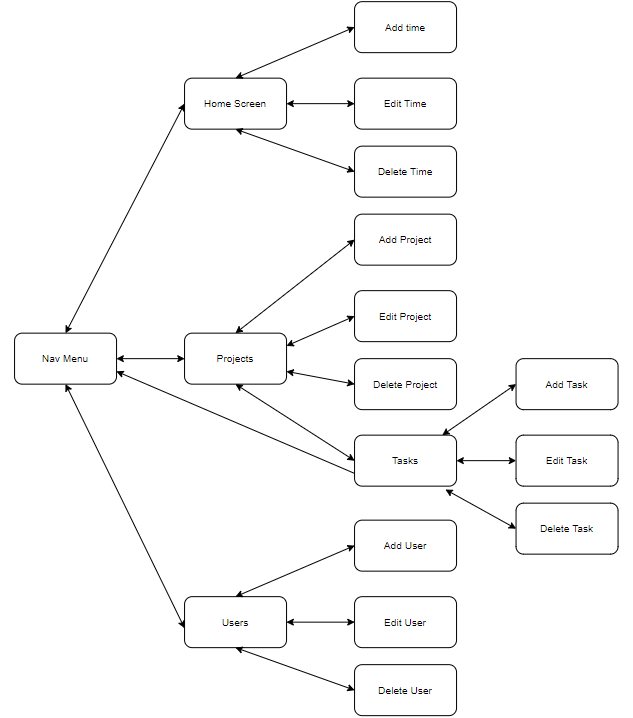 Add time
Home Screen
Edit Time
Delete Time
Add Project
Edit Project
Nav Menu
Projects
Delete Project
Add Task
Tasks
Edit Task
Delete Task
Add User
Users
Edit User
Delete User